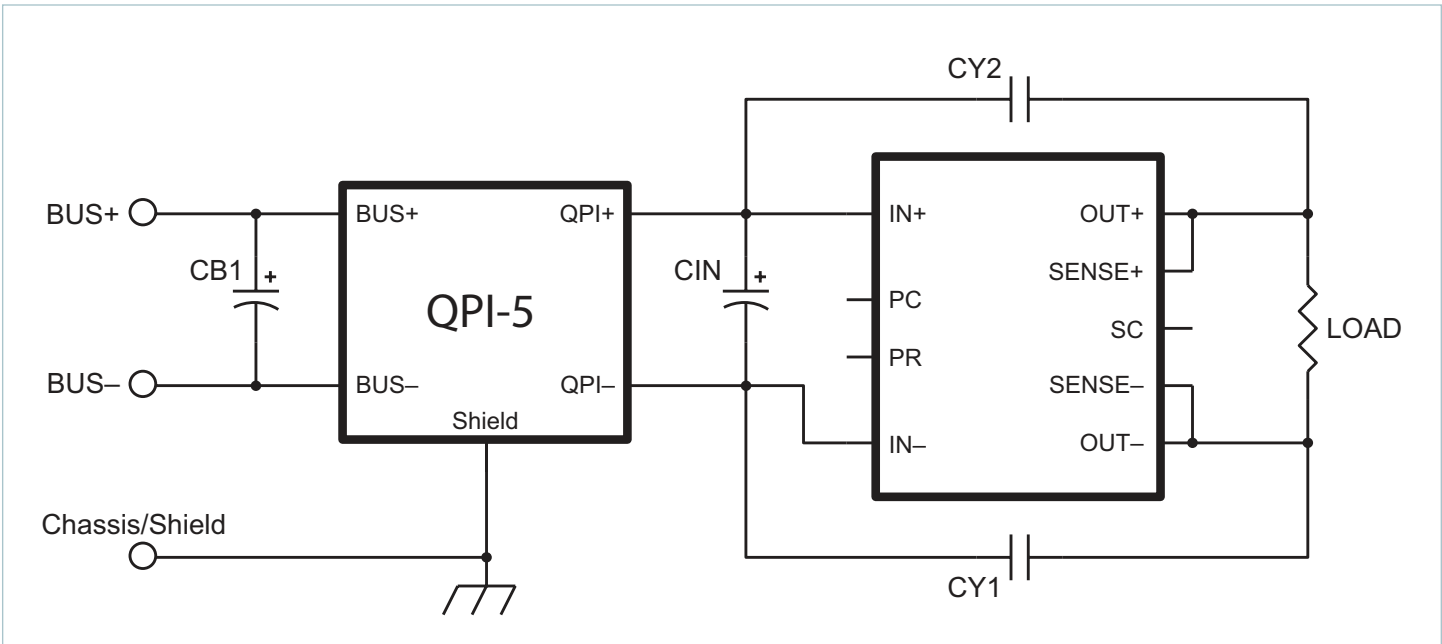 CY2
BUS+
BUS+
QPI+
IN+
OUT+
CB1
+
CIN
+
SENSE+
QPI-5
PC
SC
LOAD
PR
BUS–
BUS–
QPI–
SENSE–
Shield
IN–
OUT–
Chassis/Shield
CY1